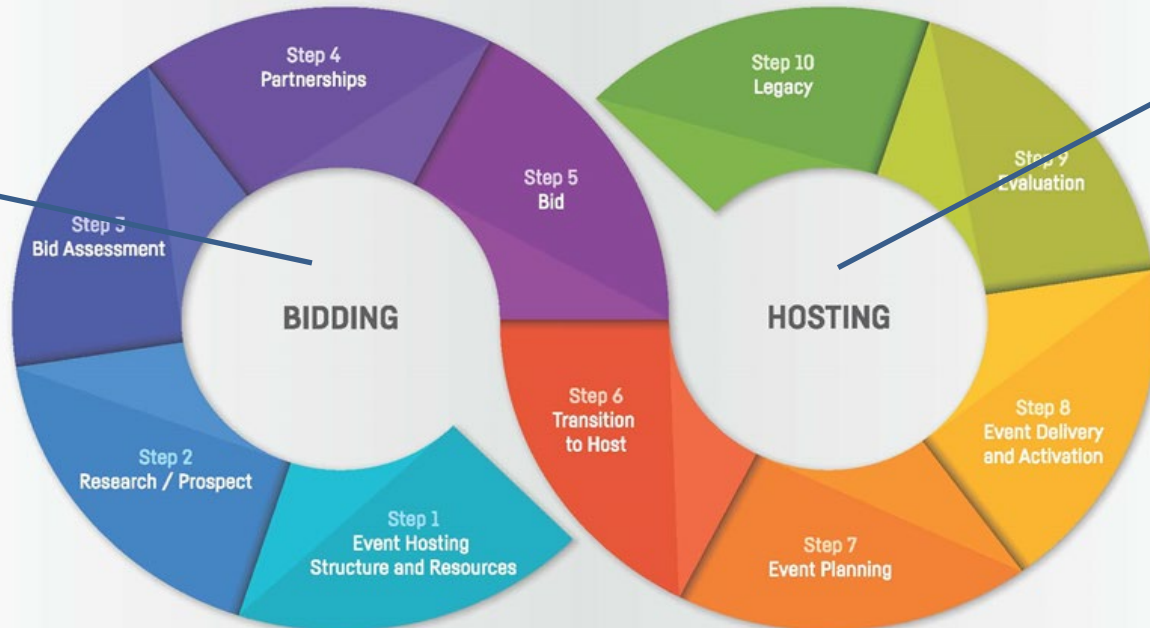 Step 1
Event Hosting
Structure and Resources
Step 2
Research / Prospect
Step 3
Bid Assessment
Step 4
Partnerships
Step 5
Bid
BIDDING
Step 6
Transition
to Host
Step 7
Event Planning
Step 8
Event Delivery
and Activation
Step 9
Evaluation
Step 10
Legacy
HOSTING